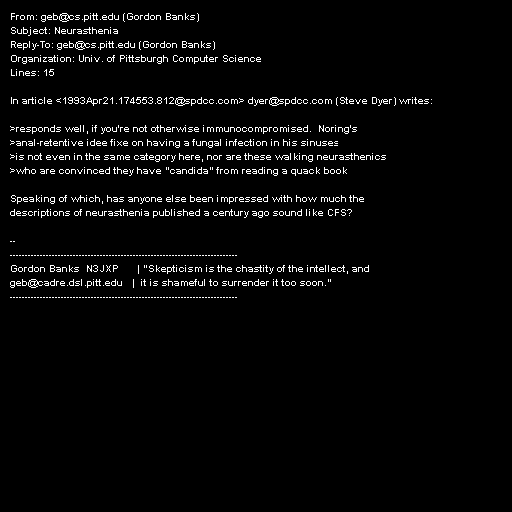 From: geb@cs.pitt.edu (Gordon Banks)
Subject: Neurasthenia
Reply-To: geb@cs.pitt.edu (Gordon Banks)
Organization: Univ. of Pittsburgh Computer Science
Lines: 15

In article <1993Apr21.174553.812@spdcc.com> dyer@spdcc.com (Steve Dyer) writes:

>responds well, if you're not otherwise immunocompromised.  Noring's
>anal-retentive idee fixe on having a fungal infection in his sinuses
>is not even in the same category here, nor are these walking neurasthenics
>who are convinced they have "candida" from reading a quack book

Speaking of which, has anyone else been impressed with how much the
descriptions of neurasthenia published a century ago sound like CFS?

--
----------------------------------------------------------------------------
Gordon Banks  N3JXP      | "Skepticism is the chastity of the intellect, and
geb@cadre.dsl.pitt.edu   |  it is shameful to surrender it too soon."
----------------------------------------------------------------------------